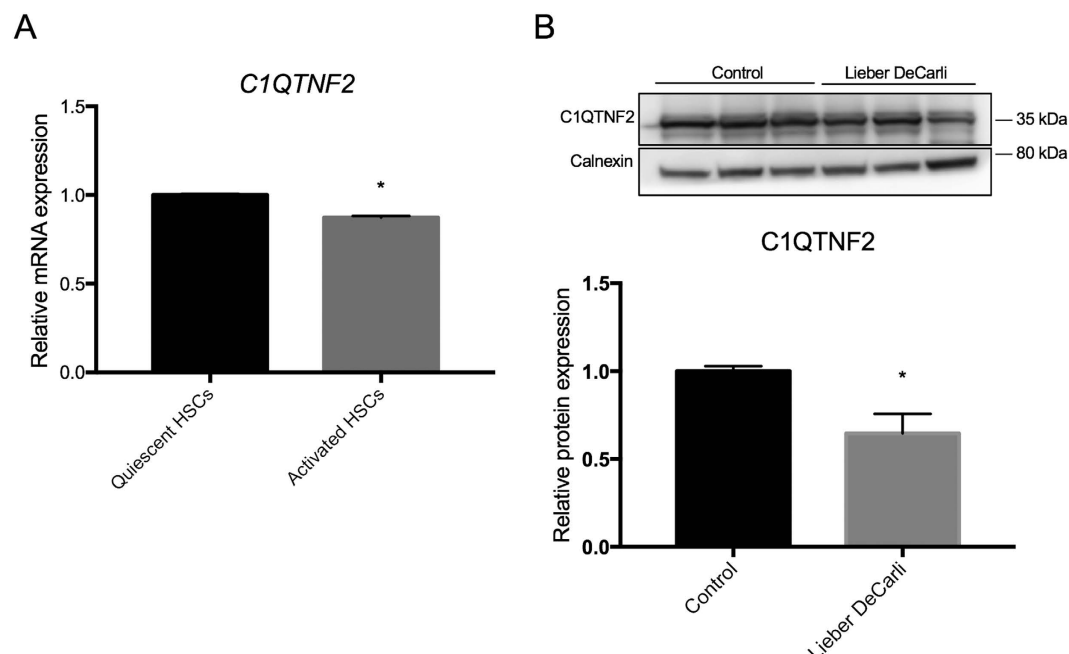 A
C1QTNF2
Relative mRNA expression
1.5
1.0
0.5
0.0
*
Quiescent HSCs
Activated HSCs
B
Control
Lieber DeCarli
C1QTNF2
— 35 kDa
— 80 kDa
Calnexin
C1QTNF2
Relative protein expression
1.5
1.0
0.5
0.0
*
Control
Lieber DeCarli